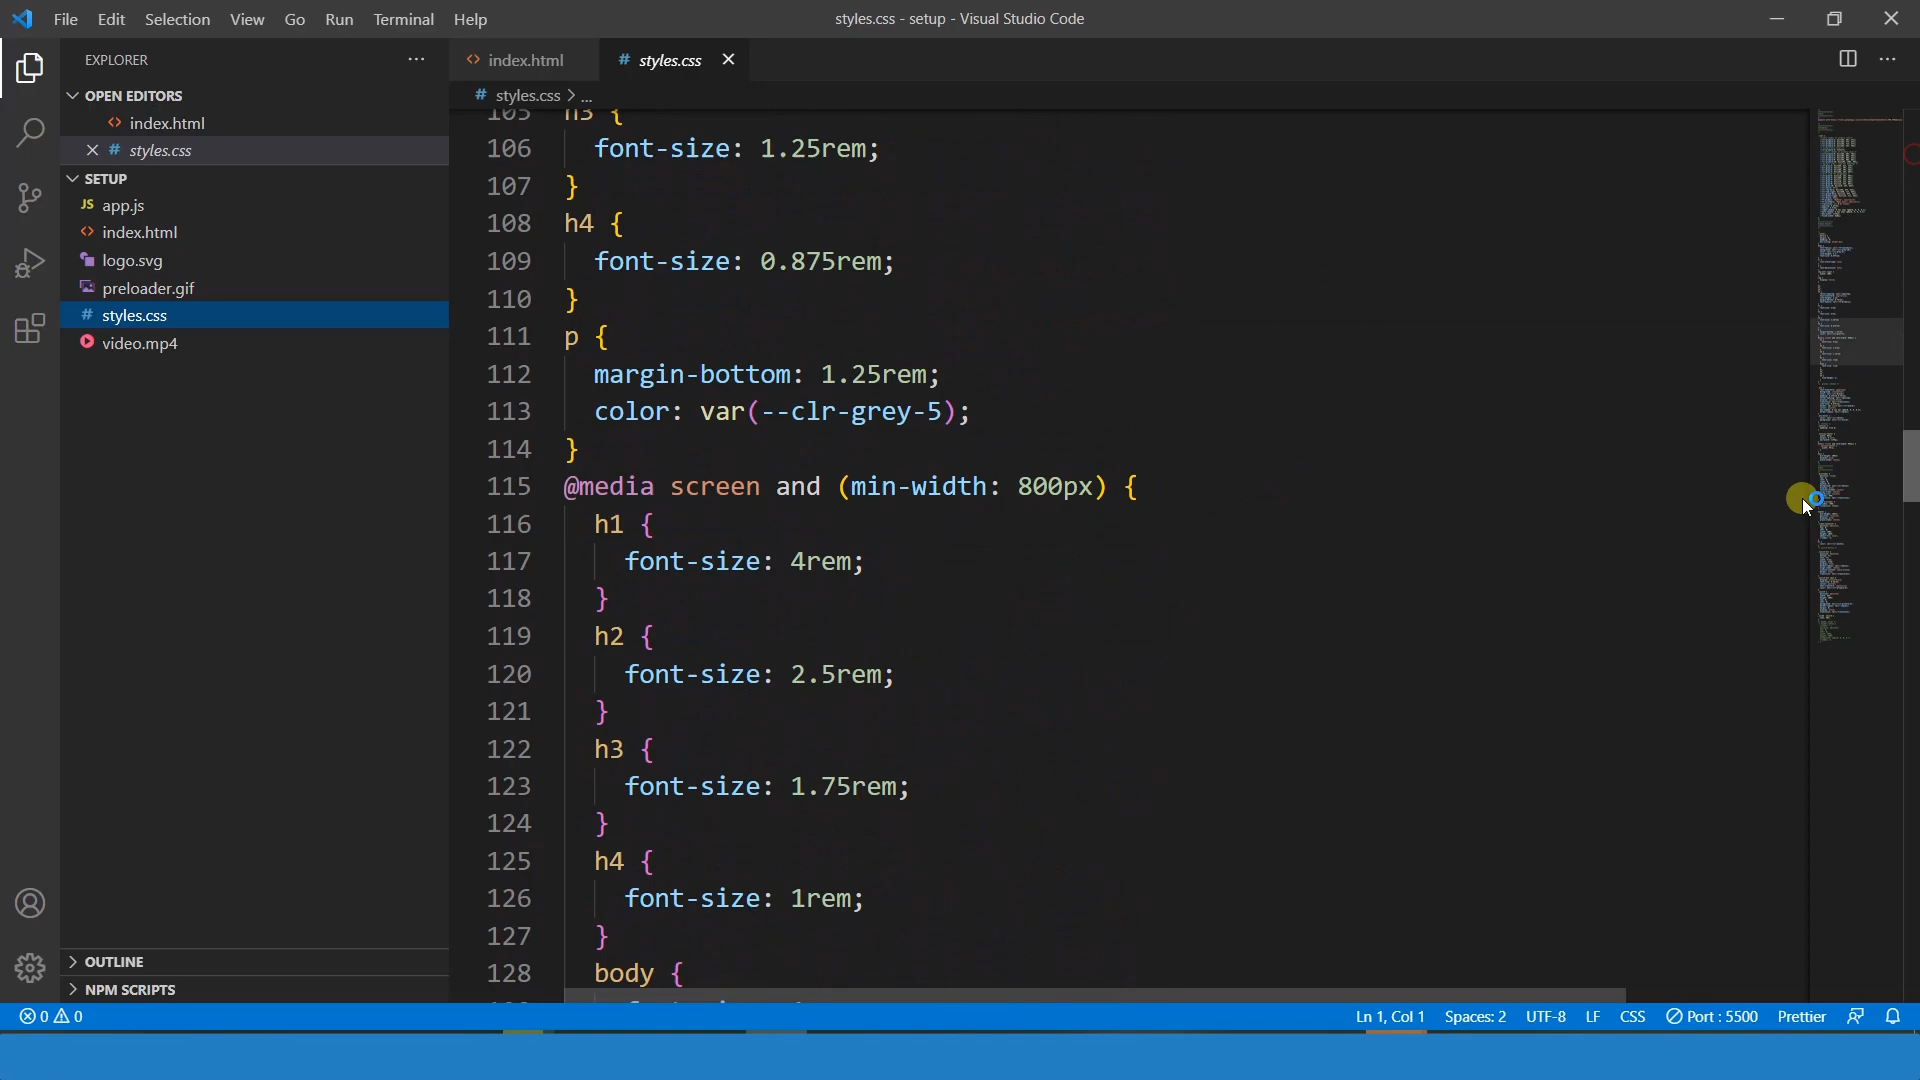 File Edit Selection View Go Run Terminal Help
styles.css - setup - Visual Studio Code
EXPLORER
OPEN EDITORS
index.html
styles.css
SETUP
app.js
index.html
logo.svg
preloader.gif
styles.css
video.mp4
OUTLINE
NPM SCRIPTS
index.html
# styles.css
# styles.css > ...
105 h3 {
106 font-size: 1.25rem;
107 }
108 h4 {
109 font-size: 0.875rem;
110 }
111 p {
112 margin-bottom: 1.25rem;
113 color: var(--clr-grey-5);
114 }
115 @media screen and (min-width: 800px) {
116 h1 {
117 font-size: 4rem;
118 }
119 h2 {
120 font-size: 2.5rem;
121 }
122 h3 {
123 font-size: 1.75rem;
124 }
125 h4 {
126 font-size: 1rem;
127 }
128 body {
0 0
Ln 1, Col 1 Spaces: 2 UTF-8 LF CSS Port : 5500 Prettier